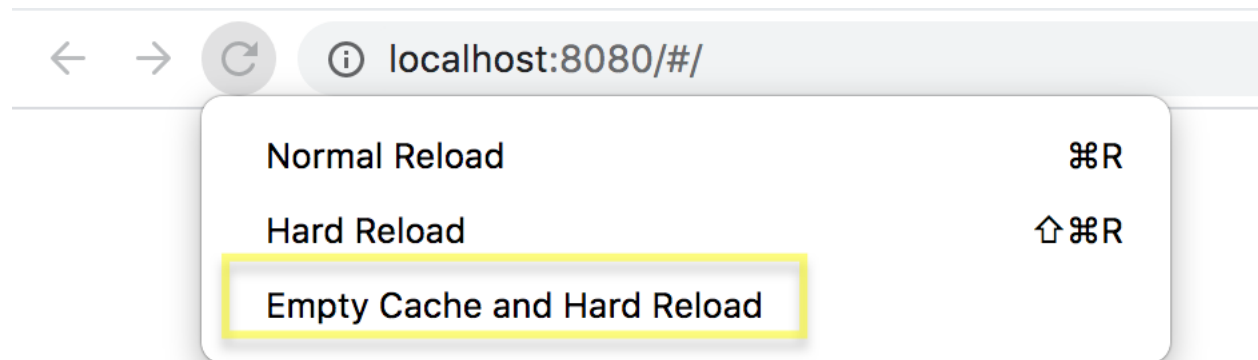 localhost:8080/#/
Normal Reload ⌘R
Hard Reload ⇧⌘R
Empty Cache and Hard Reload